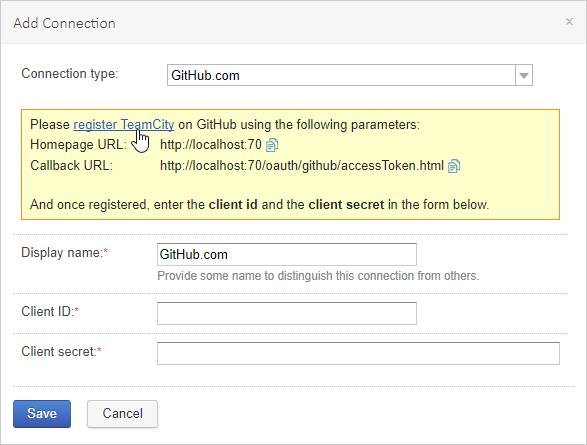 Add Connection ×
Connection type: GitHub.com
Please register TeamCity on GitHub using the following parameters:
Homepage URL: http://localhost:70
Callback URL: http://localhost:70/oauth/github/accessToken.html
And once registered, enter the client id and the client secret in the form below.
Display name:* GitHub.com
Provide some name to distinguish this connection from others.
Client ID:*
Client secret:*
Save Cancel